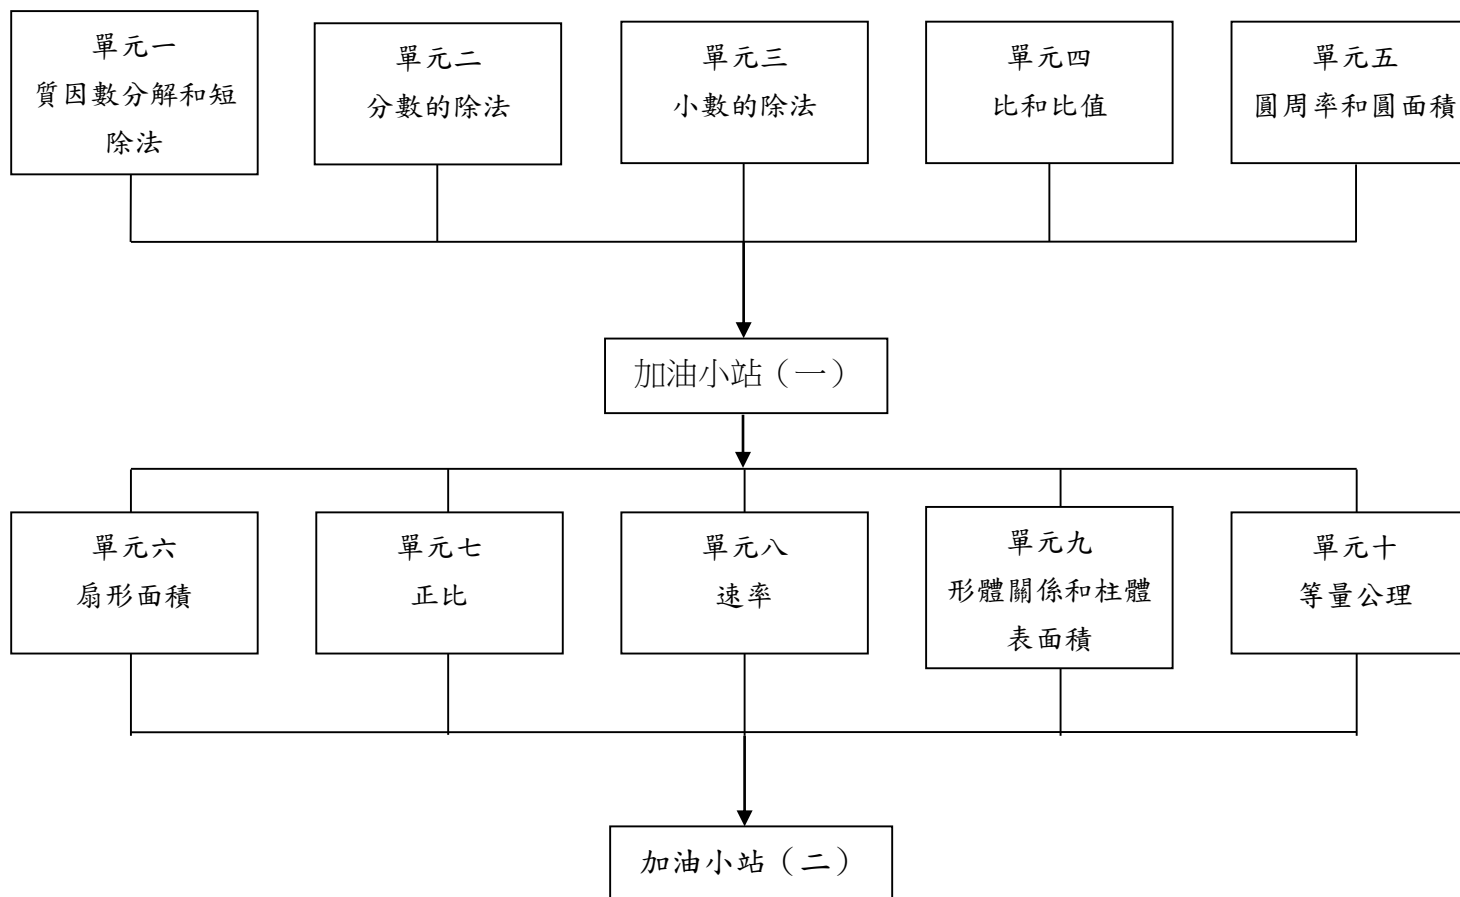 單元一
質因數分解和短
除法
單元二
分數的除法
單元三
小數的除法
單元四
比和比值
單元五
圓周率和圓面積
加油小站（一）
單元六
扇形面積
單元七
正比
單元八
速率
單元九
形體關係和柱體
表面積
單元十
等量公理
加油小站（二）